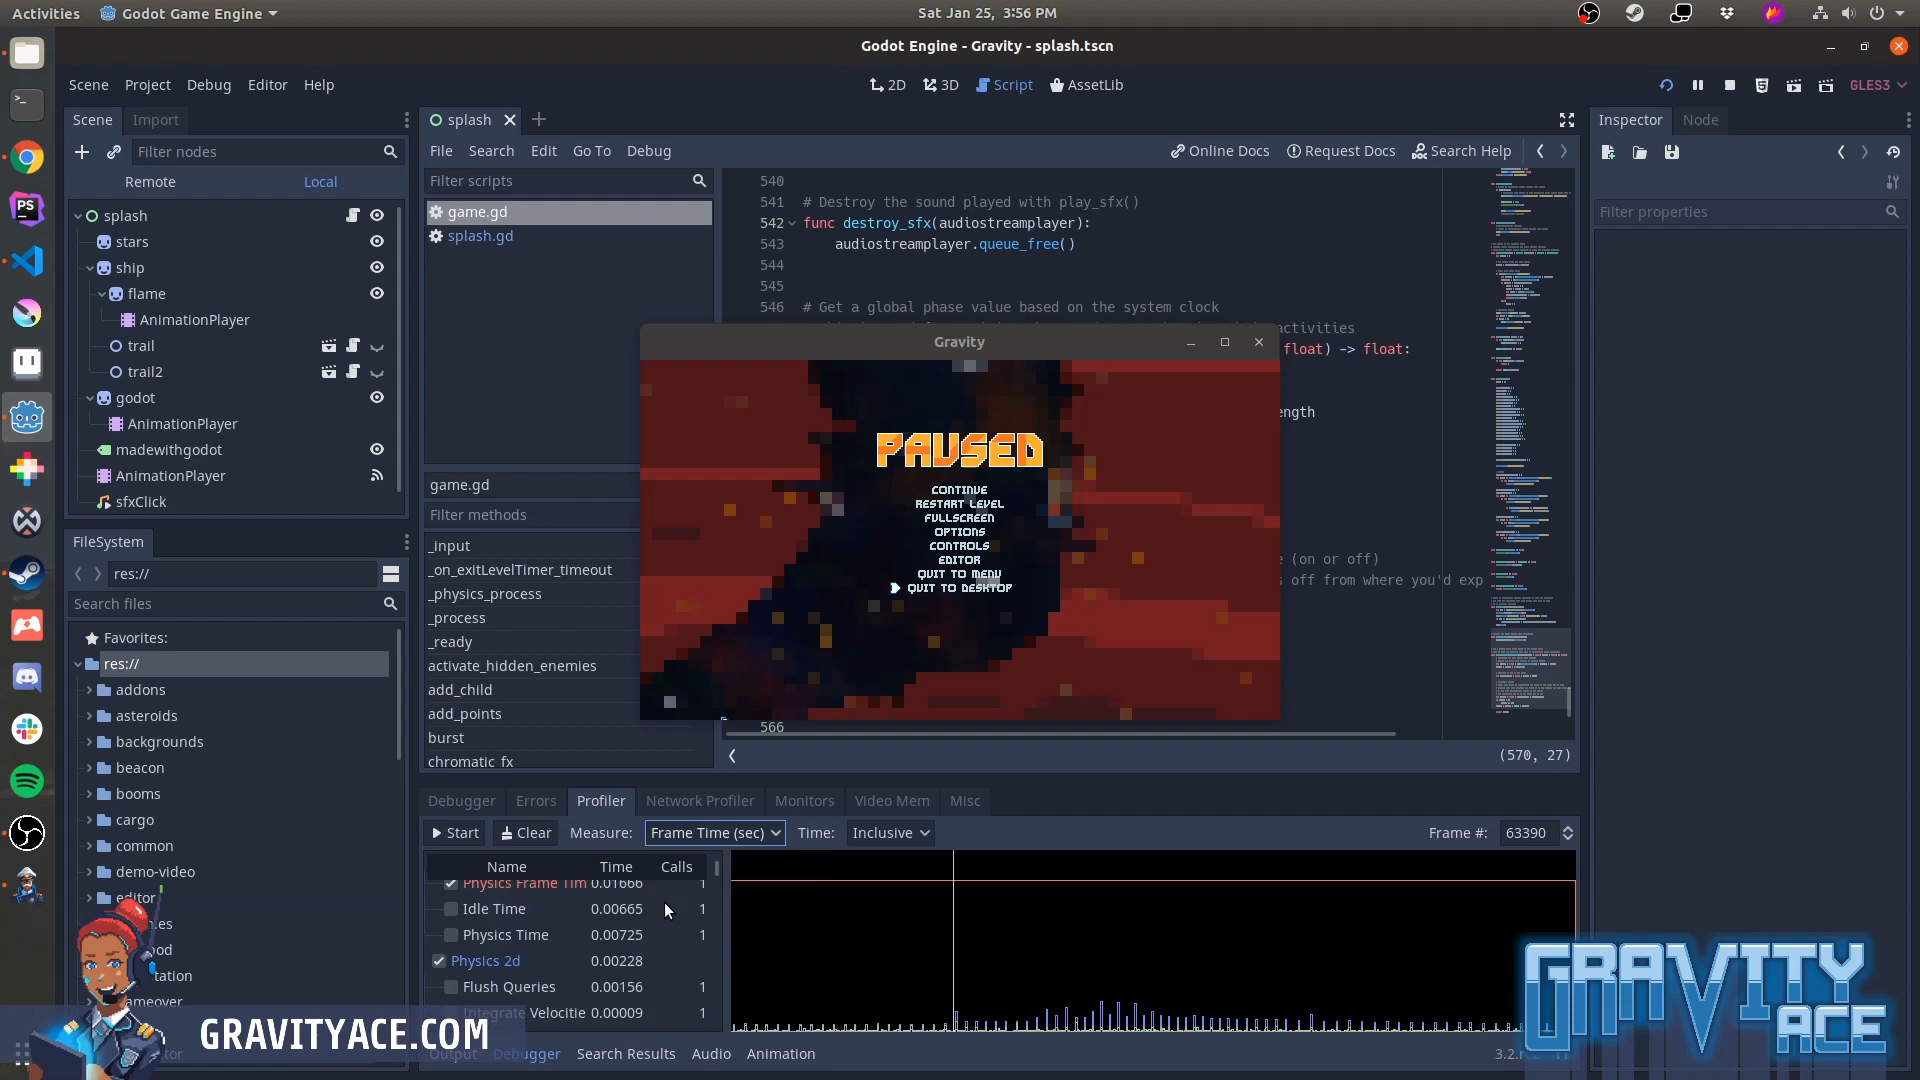 Activities
Godot Game Engine
Sat Jan 25, 3:56 PM
Godot Engine - Gravity - splash.tscn
Scene Project Debug Editor Help
2D 3D Script AssetLib
GLES3
Scene Import
Filter nodes
Remote Local
splash
stars
ship
flame
AnimationPlayer
trail
trail2
godot
AnimationPlayer
madewithgodot
AnimationPlayer
sfxClick
FileSystem
res://
Search files
Favorites:
res://
addons
asteroids
backgrounds
beacon
booms
cargo
common
demo-video
editor
splash
File Search Edit Go To Debug
Online Docs Request Docs Search Help
Filter scripts
game.gd
splash.gd
game.gd
Filter methods
_input
_on_exitLevelTimer_timeout
_physics_process
_process
_ready
activate_hidden_enemies
add_child
add_points
burst
chromatic_fx
540
541 # Destroy the sound played with play_sfx()
542 func destroy_sfx(audiostreamplayer):
543 audiostreamplayer.queue_free()
544
545
546 # Get a global phase value based on the system clock
activities
float) -> float:
ength
(on or off)
s off from where you'd exp
566
(570, 27)
Gravity
PAUSED
CONTINUE
RESTART LEVEL
FULLSCREEN
OPTIONS
CONTROLS
EDITOR
QUIT TO MENU
QUIT TO DESKTOP
Debugger Errors Profiler Network Profiler Monitors Video Mem Misc
Start Clear Measure: Frame Time (sec) Time: Inclusive Frame #: 63390
Name Time Calls
Physics Frame Tim 0.01666 1
Idle Time 0.00665 1
Physics Time 0.00725 1
Physics 2d 0.00228
Flush Queries 0.00156 1
Integrate Velocitie 0.00009 1
Output Debugger Search Results Audio Animation
Inspector Node
Filter properties
GRAVITYACE.COM
GRAVITY
ACE
PS